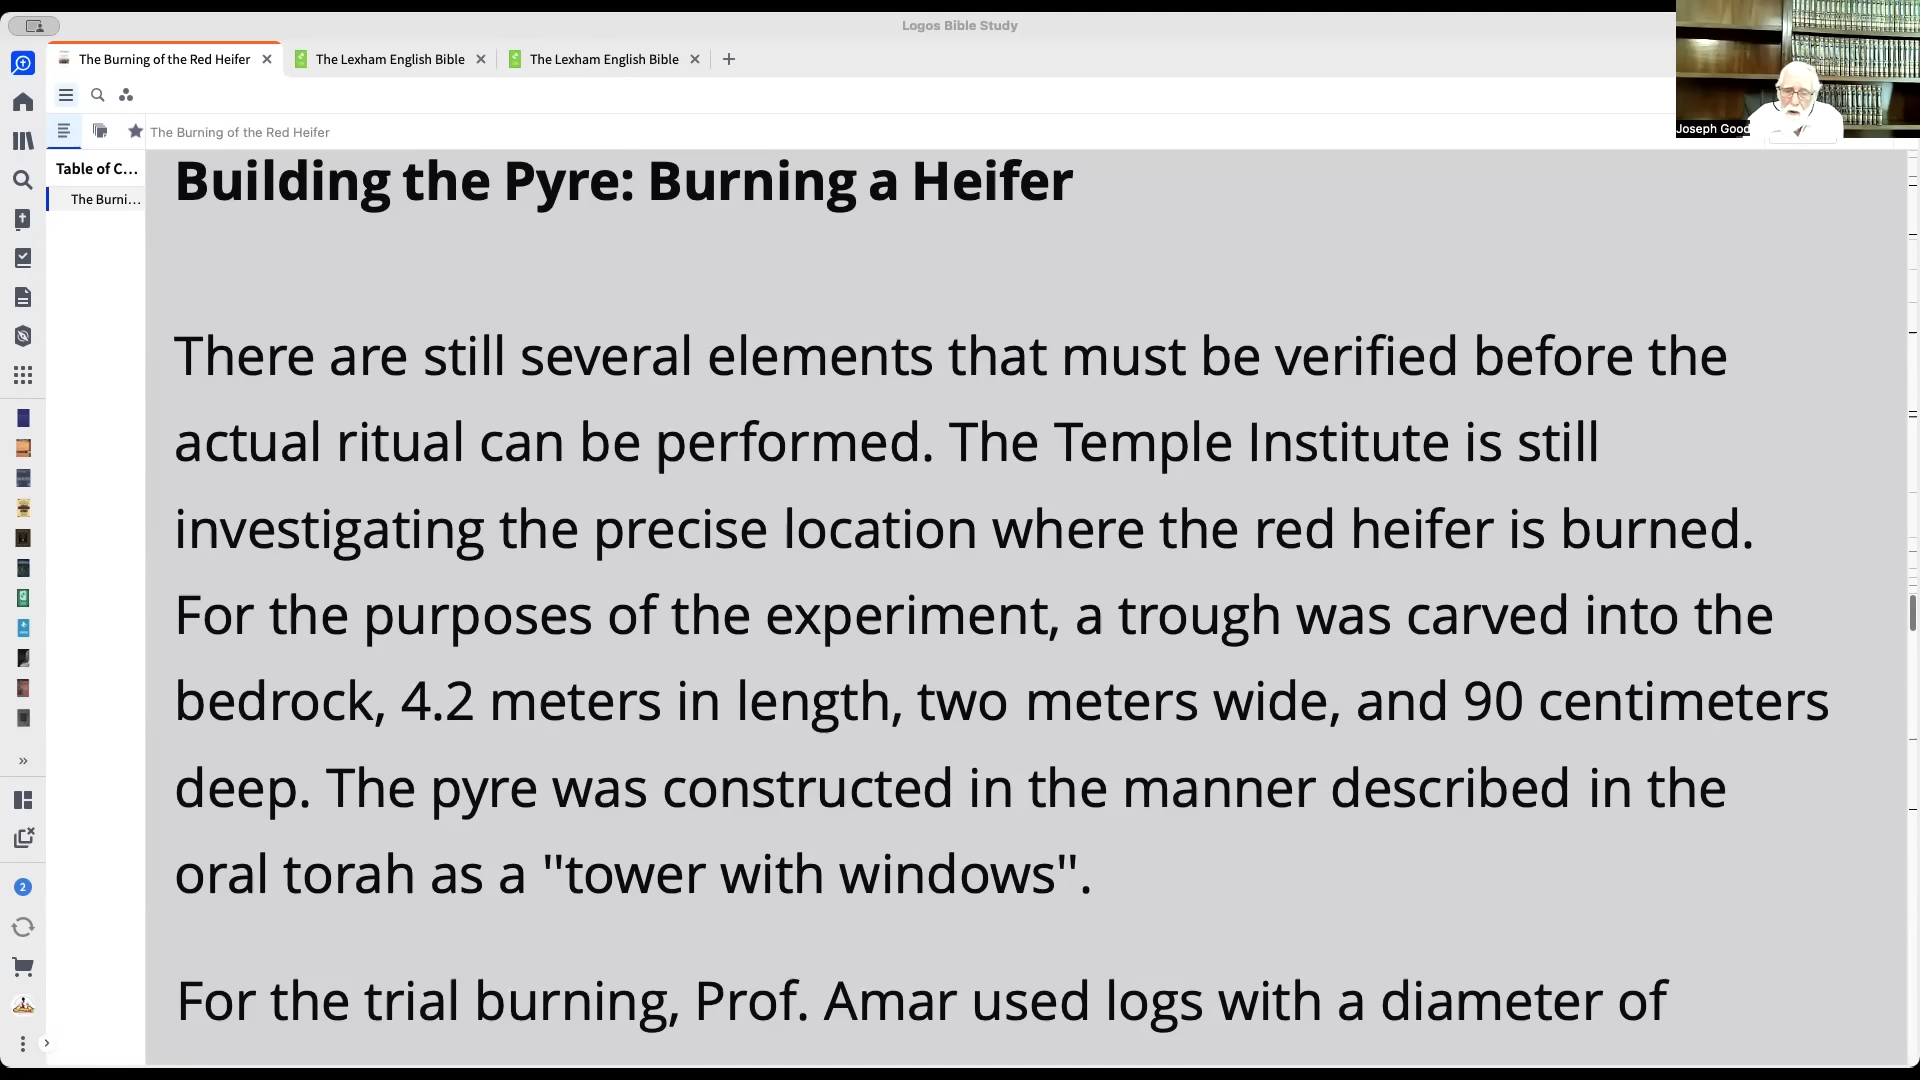 Logos Bible Study
The Burning of the Red Heifer
The Lexham English Bible
The Lexham English Bible
The Burning of the Red Heifer
Table of C...
The Burni...
Joseph Good
Building the Pyre: Burning a Heifer
There are still several elements that must be verified before the
actual ritual can be performed. The Temple Institute is still
investigating the precise location where the red heifer is burned.
For the purposes of the experiment, a trough was carved into the
bedrock, 4.2 meters in length, two meters wide, and 90 centimeters
deep. The pyre was constructed in the manner described in the
oral torah as a "tower with windows".
For the trial burning, Prof. Amar used logs with a diameter of
2